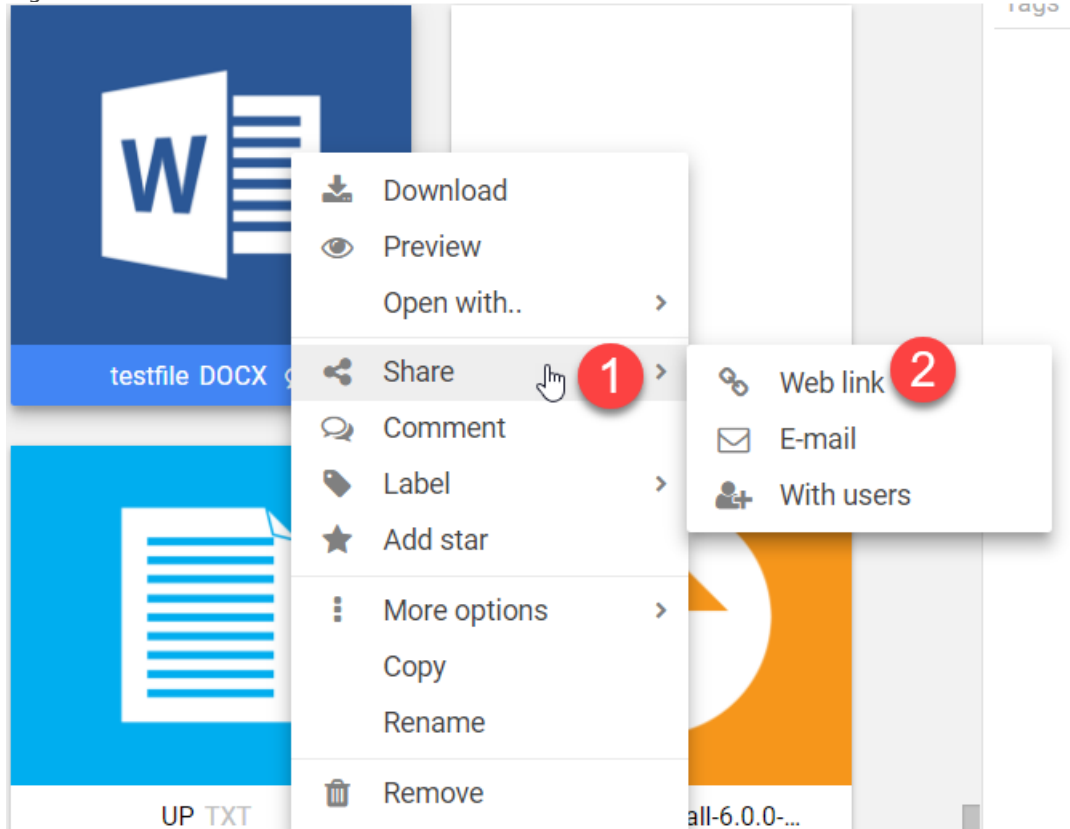 Tags
W
Download
Preview
Open with..
testfile DOCX
Share
1
Web link
2
Comment
E-mail
Label
With users
Add star
More options
Copy
Rename
Remove
UP TXT
all-6.0.0-...